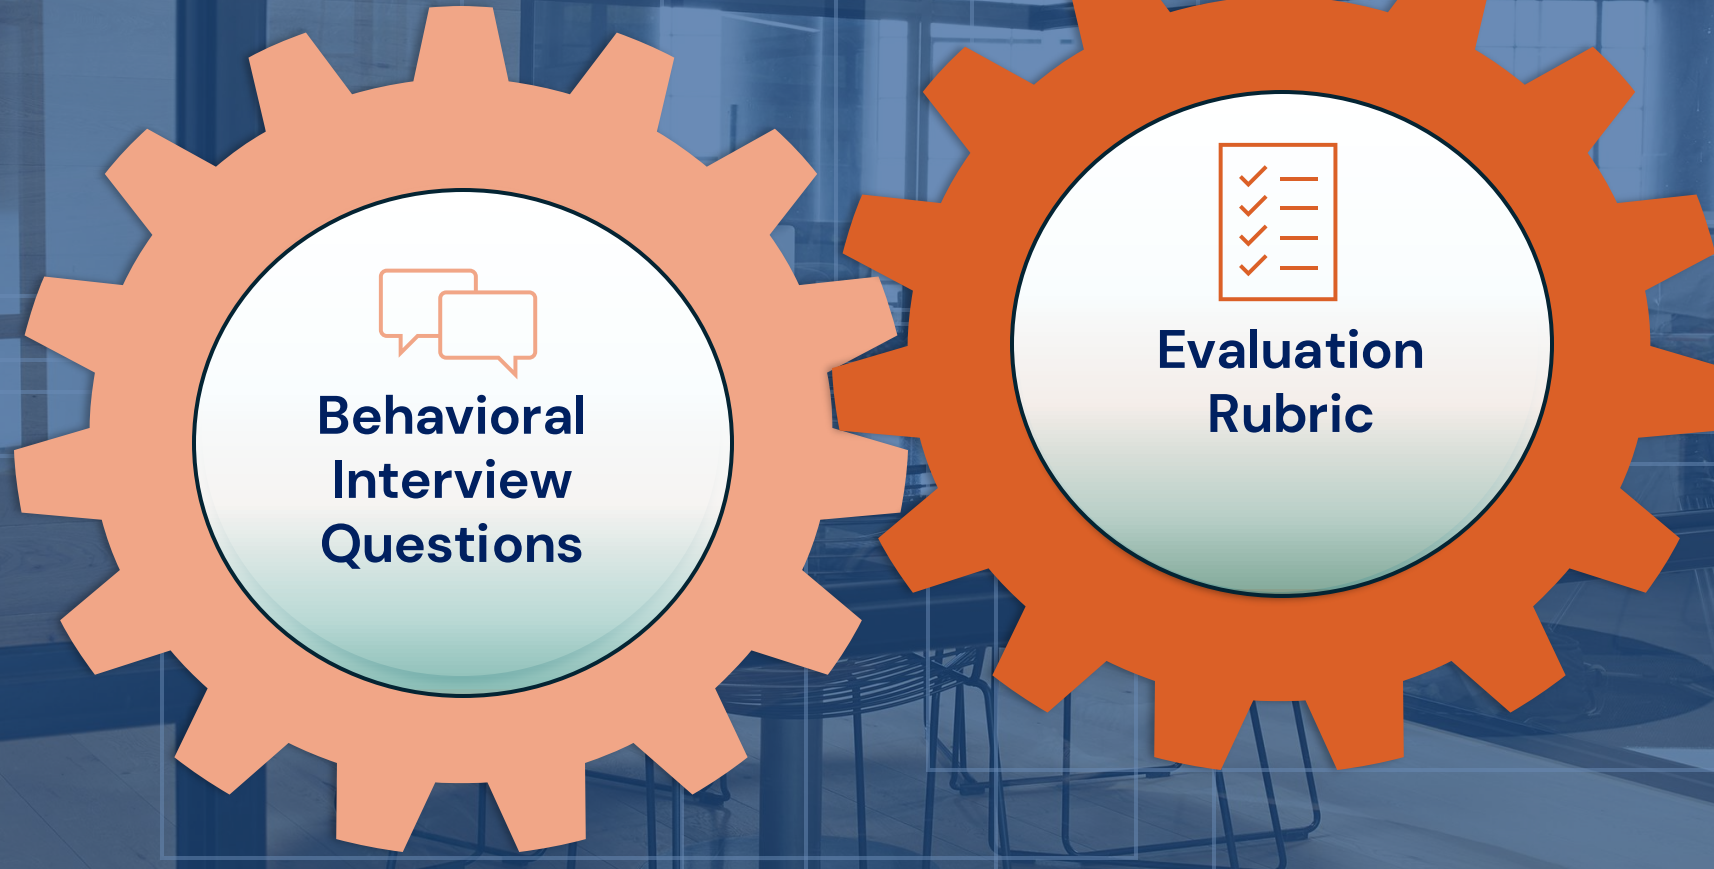 Behavioral
Interview
Questions
Evaluation
Rubric